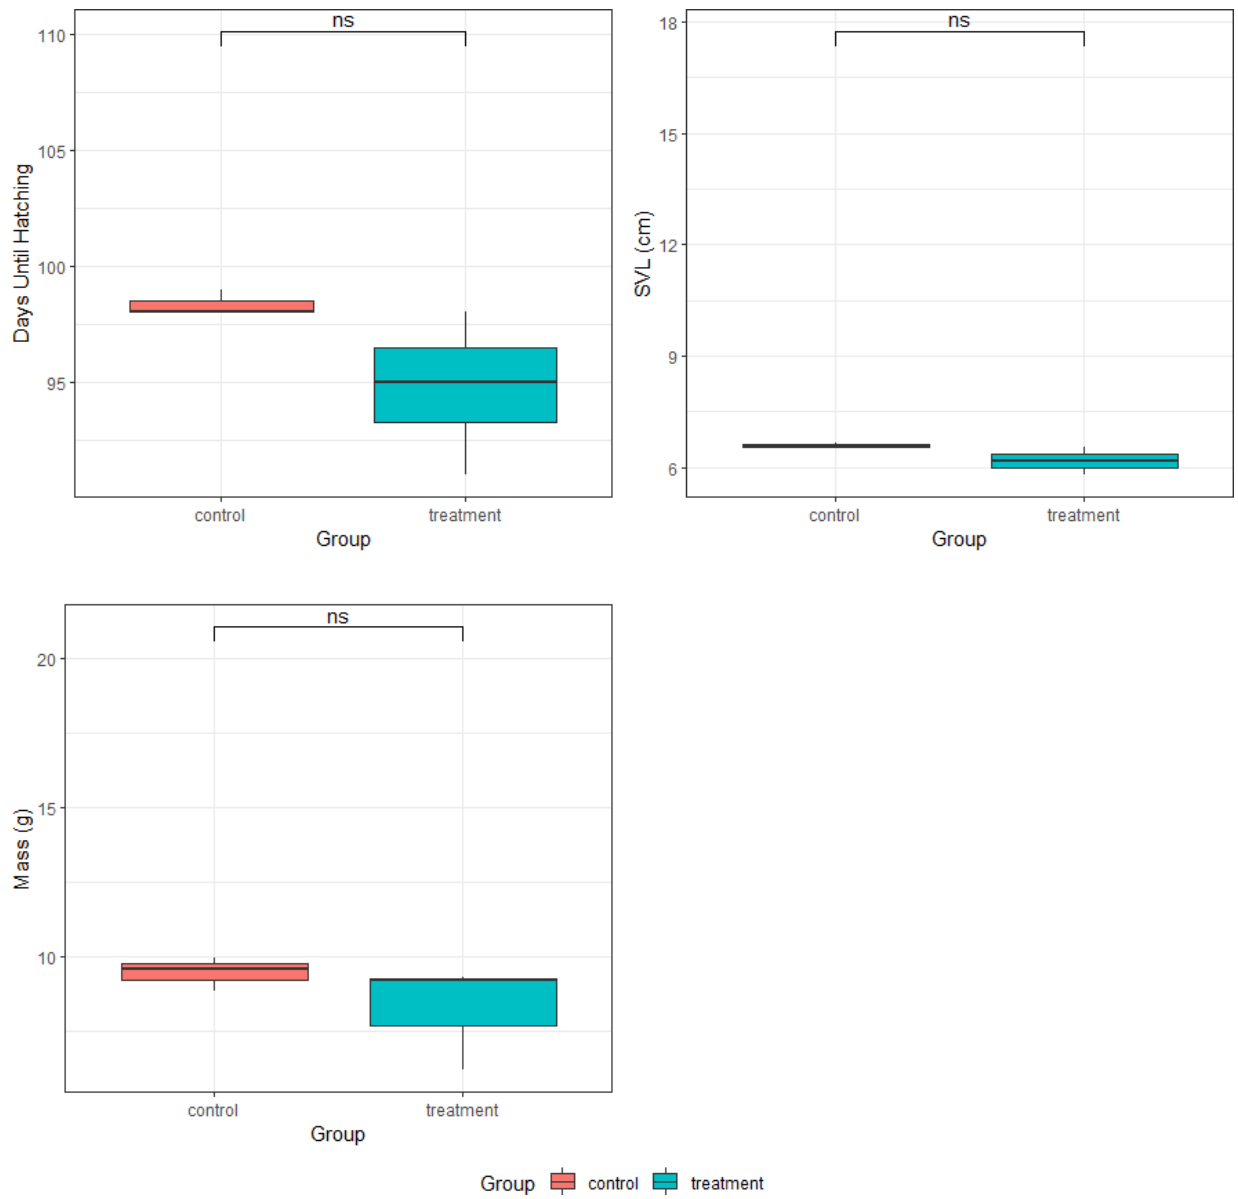 ns
110
105
100
95
Days Until Hatching
control treatment
Group
ns
18
15
12
9
6
SVL (cm)
control treatment
Group
ns
20
15
10
Mass (g)
control treatment
Group
Group control treatment